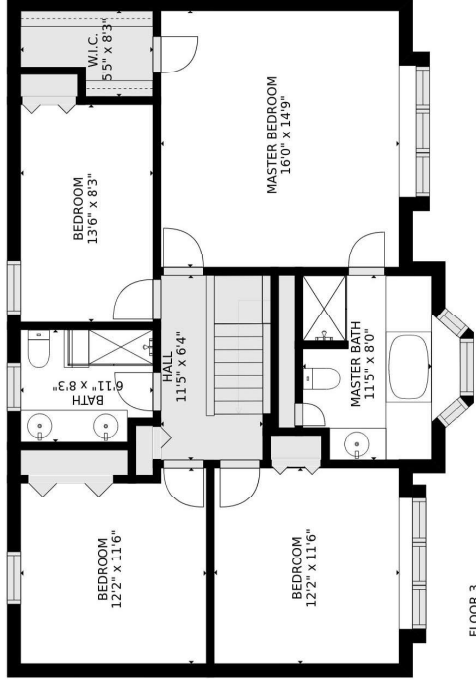 W.I.C.
5'5" x 8'3"
MASTER BEDROOM
16'0" x 14'9"
BEDROOM
13'6" x 8'3"
BATH
6'11" x 8'3"
HALL
11'5" x 6'4"
MASTER BATH
11'5" x 8'0"
BEDROOM
12'2" x 11'6"
BEDROOM
12'2" x 11'6"
FLOOR 3